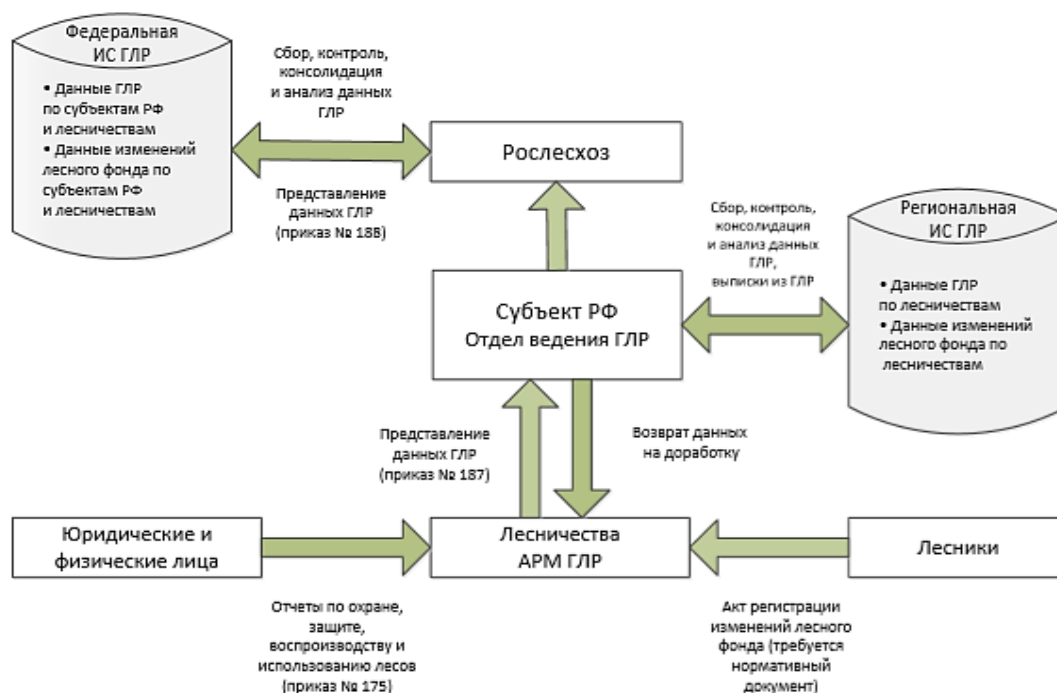 Федеральная
ИС ГЛР
• Данные ГЛР
по субъектам РФ
и лесничествам
• Данные изменений
лесного фонда по
субъектам РФ
и лесничествам
Сбор, контроль,
консолидация
и анализ данных
ГЛР
Представление
данных ГЛР
(приказ № 188)
Рослесхоз
Сбор, контроль,
консолидация
и анализ данных
ГЛР,
выписки из ГЛР
Региональная
ИС ГЛР
• Данные ГЛР
по лесничествам
• Данные изменений
лесного фонда по
лесничествам
Субъект РФ
Отдел ведения ГЛР
Представление
данных ГЛР
(приказ № 187)
Возврат данных
на доработку
Юридические и
физические лица
Лесничества
АРМ ГЛР
Лесники
Отчеты по охране,
защите,
воспроизводству и
использованию лесов
(приказ № 175)
Акт регистрации
изменений лесного
фонда (требуется
нормативный
документ)